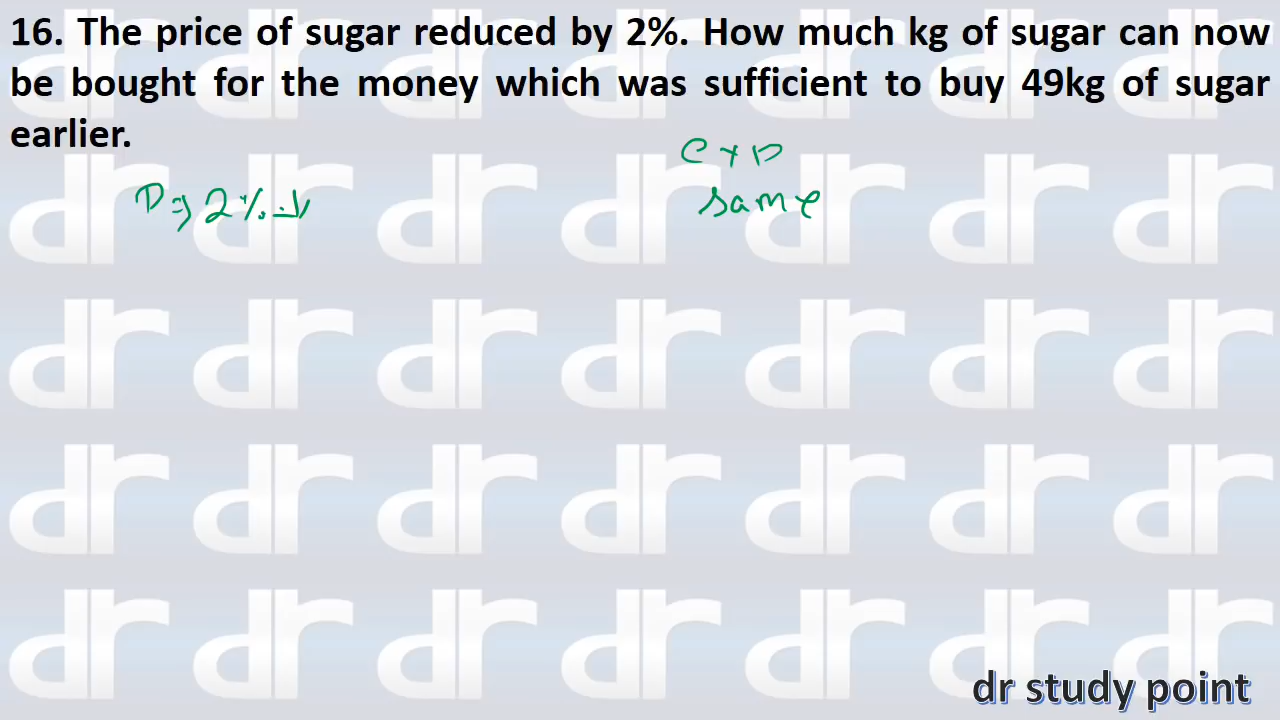 16. The price of sugar reduced by 2%. How much kg of sugar can now
be bought for the money which was sufficient to buy 49kg of sugar
earlier.
exp
P ⇒ 2% ↓
same
dr study point